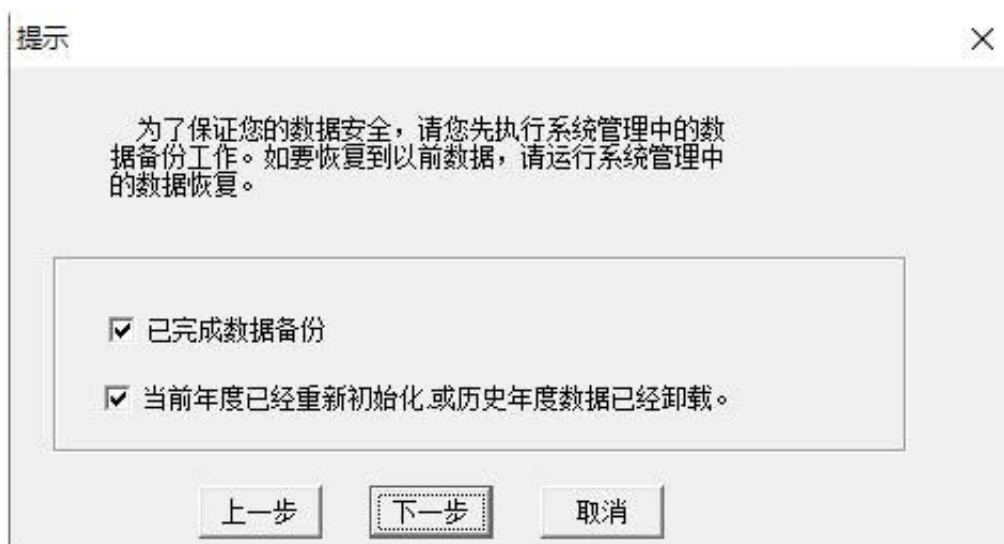 提示
为了保证您的数据安全，请您先执行系统管理中的数
据备份工作。如要恢复到以前数据，请运行系统管理中
的数据恢复。
已完成数据备份
当前年度已经重新初始化.或历史年度数据已经卸载。
上一步 下一步 取消